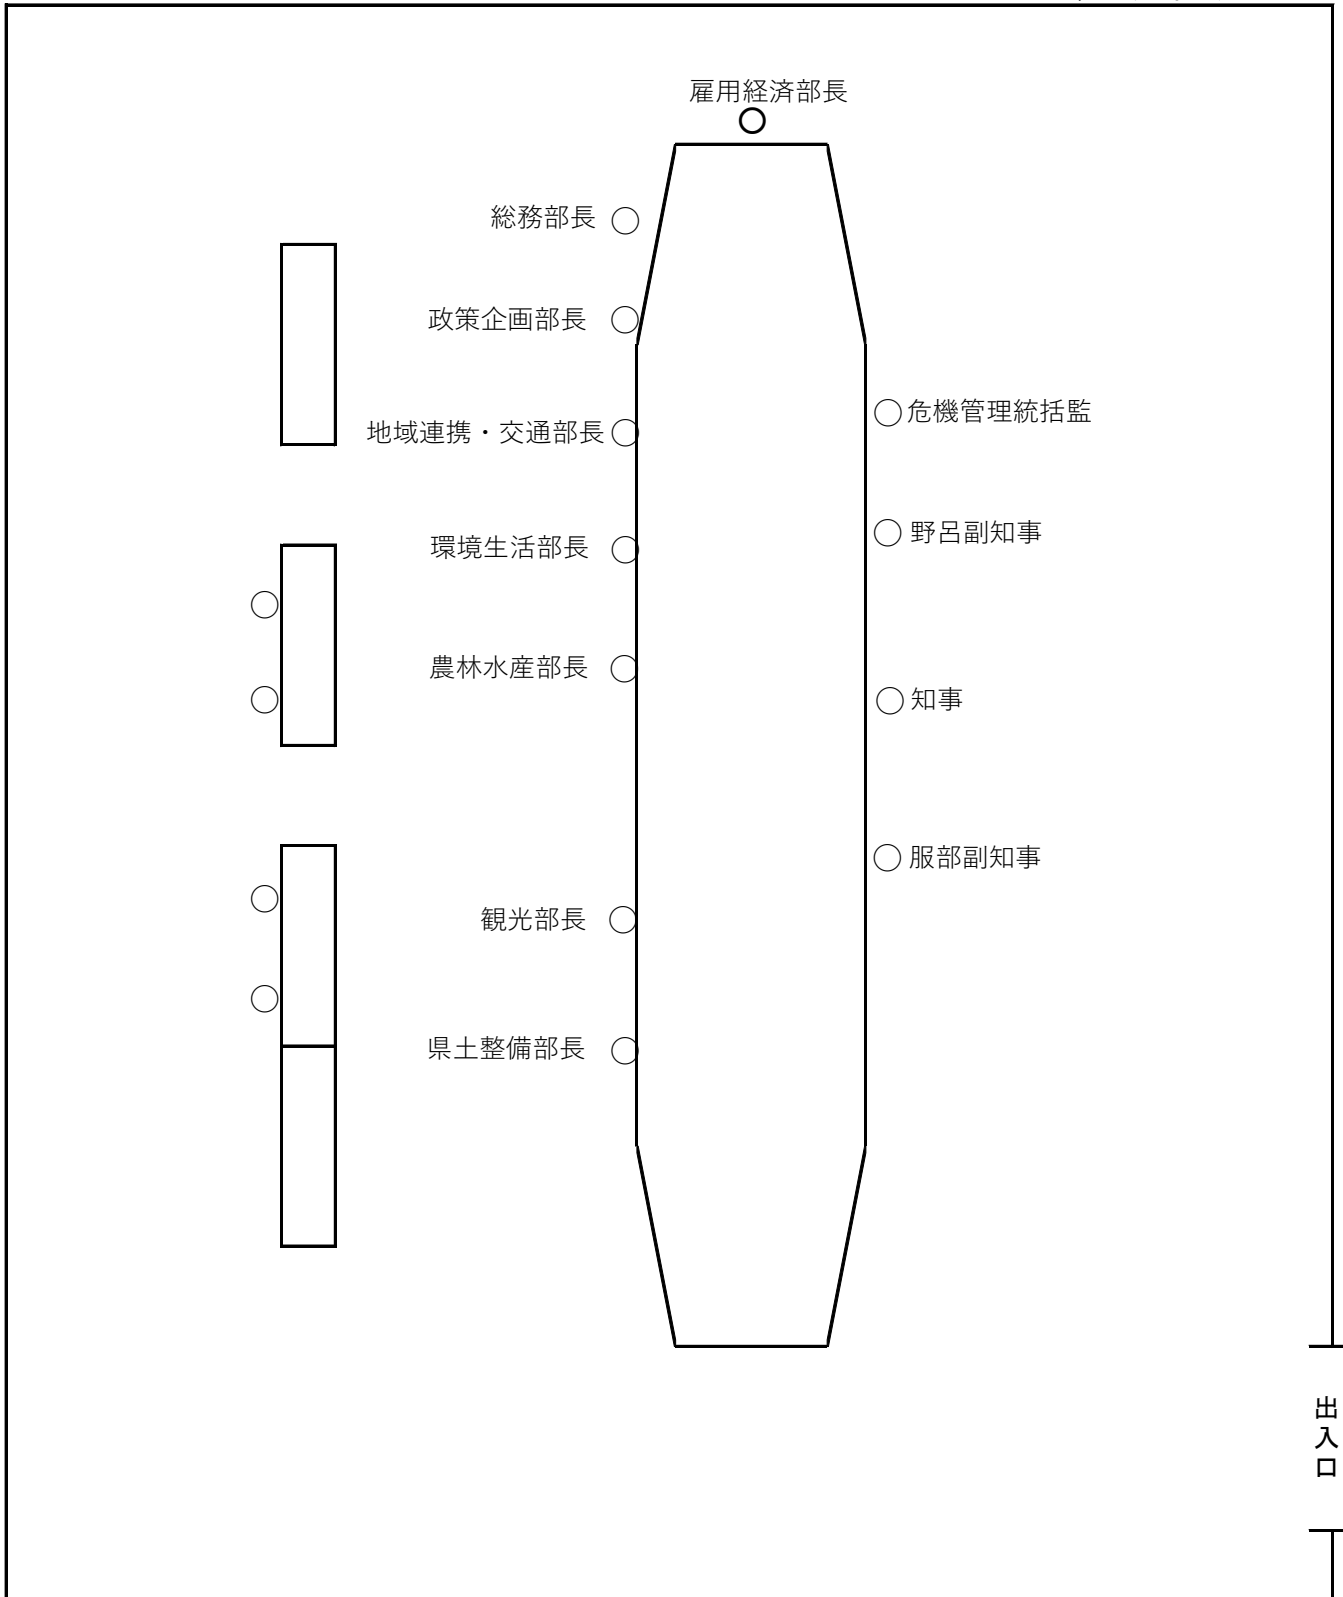 雇用経済部長
総務部長
政策企画部長
地域連携・交通部長
危機管理統括監
野呂副知事
環境生活部長
農林水産部長
知事
服部副知事
観光部長
県土整備部長
出入口